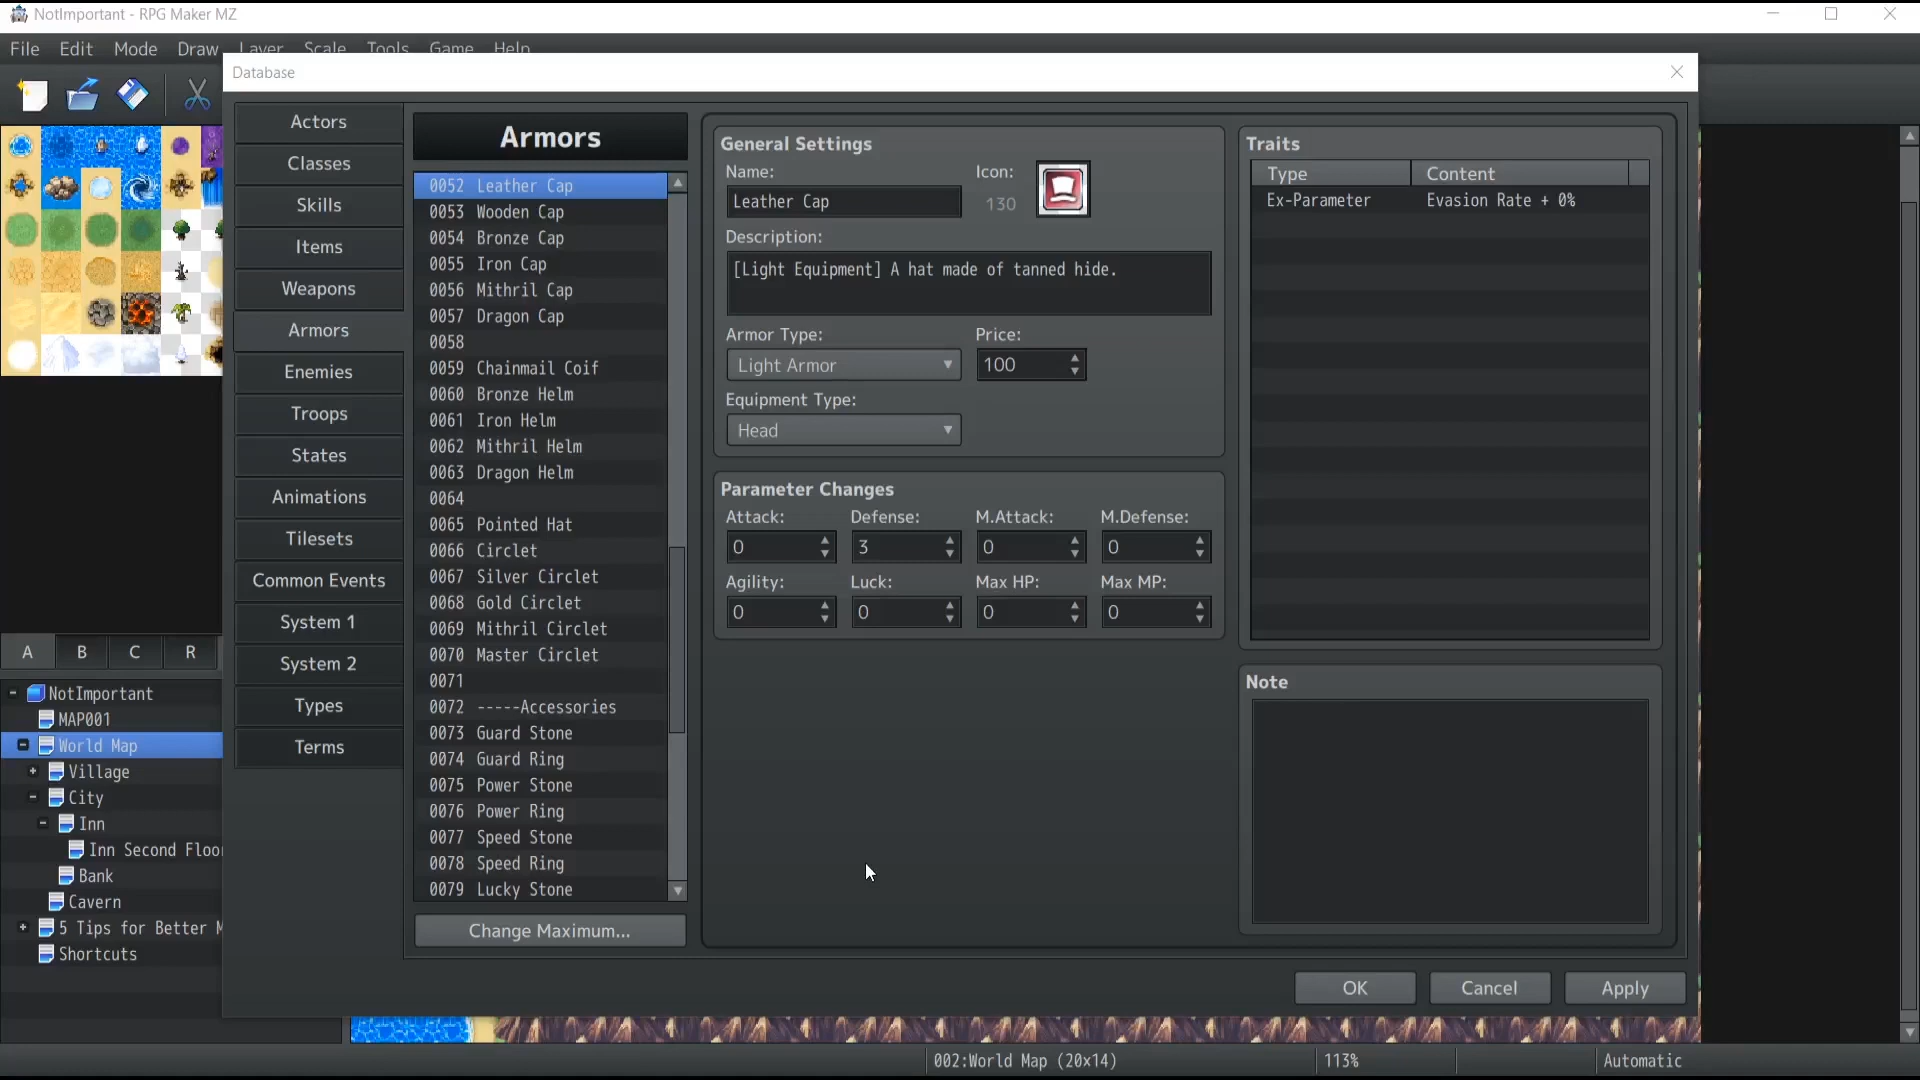 NotImportant - RPG Maker MZ
File Edit Mode Draw Layer Scale Tools Game Help
Database
Actors
Classes
Skills
Items
Weapons
Armors
Enemies
Troops
States
Animations
Tilesets
Common Events
System 1
System 2
Types
Terms
Armors
0052 Leather Cap
0053 Wooden Cap
0054 Bronze Cap
0055 Iron Cap
0056 Mithril Cap
0057 Dragon Cap
0058
0059 Chainmail Coif
0060 Bronze Helm
0061 Iron Helm
0062 Mithril Helm
0063 Dragon Helm
0064
0065 Pointed Hat
0066 Circlet
0067 Silver Circlet
0068 Gold Circlet
0069 Mithril Circlet
0070 Master Circlet
0071
0072 -----Accessories
0073 Guard Stone
0074 Guard Ring
0075 Power Stone
0076 Power Ring
0077 Speed Stone
0078 Speed Ring
0079 Lucky Stone
Change Maximum...
General Settings
Name: Icon:
Leather Cap 130
Description:
[Light Equipment] A hat made of tanned hide.
Armor Type: Price:
Light Armor 100
Equipment Type:
Head
Parameter Changes
Attack: Defense: M.Attack: M.Defense:
0 3 0 0
Agility: Luck: Max HP: Max MP:
0 0 0 0
Traits
Type Content
Ex-Parameter Evasion Rate + 0%
Note
OK Cancel Apply
A B C R
NotImportant
MAP001
World Map
Village
City
Inn
Inn Second Floor
Bank
Cavern
5 Tips for Better M
Shortcuts
002:World Map (20x14) 113% Automatic